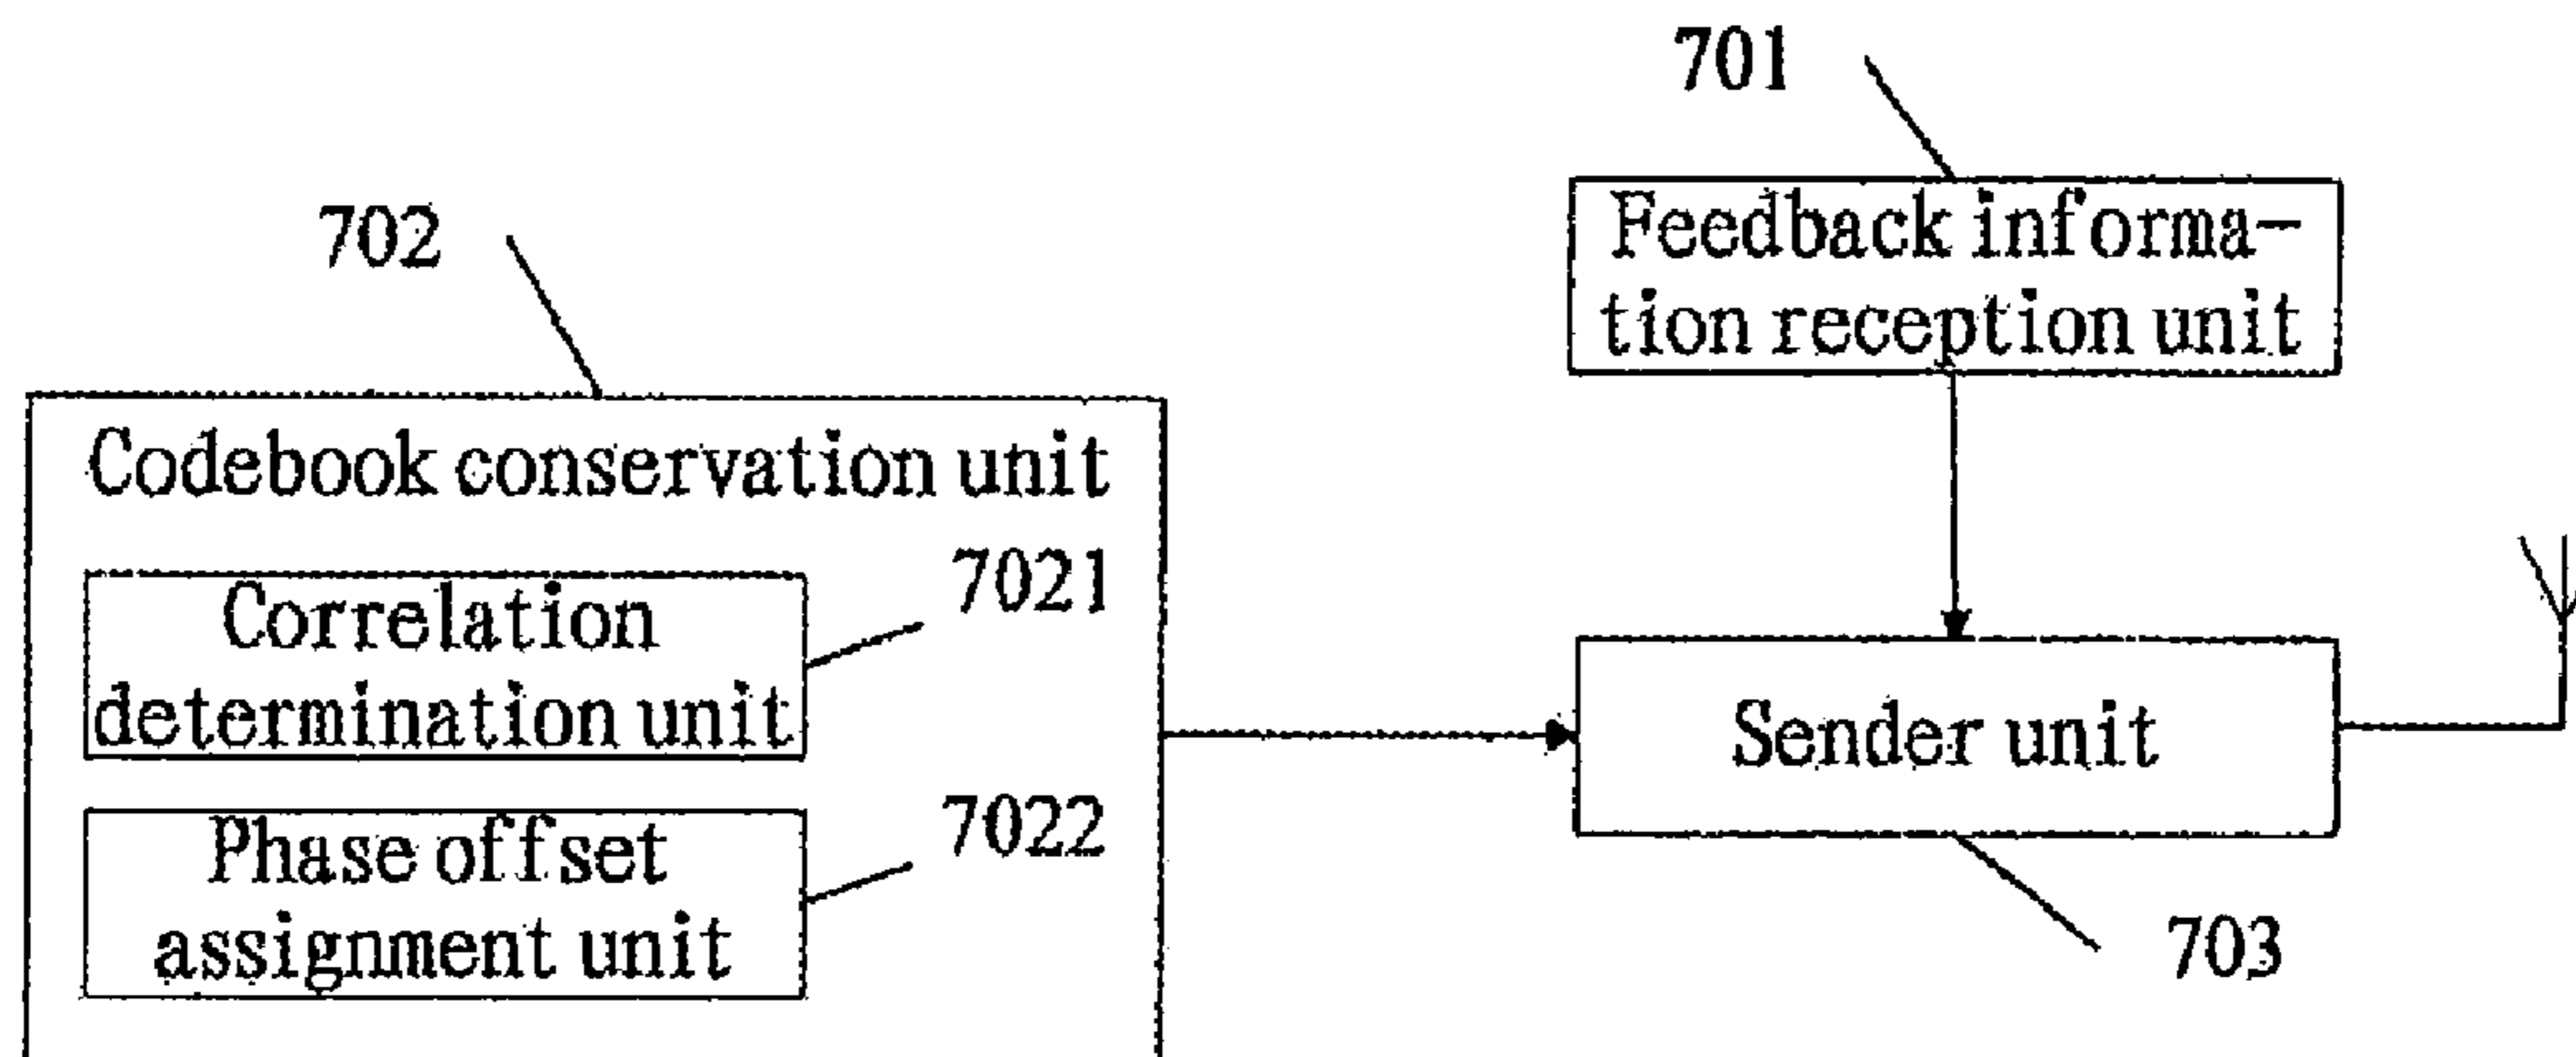 701
Feedback informa-
tion reception unit
702
Codebook conservation unit
7021
Correlation
determination unit
7022
Phase offset
assignment unit
Sender unit
703